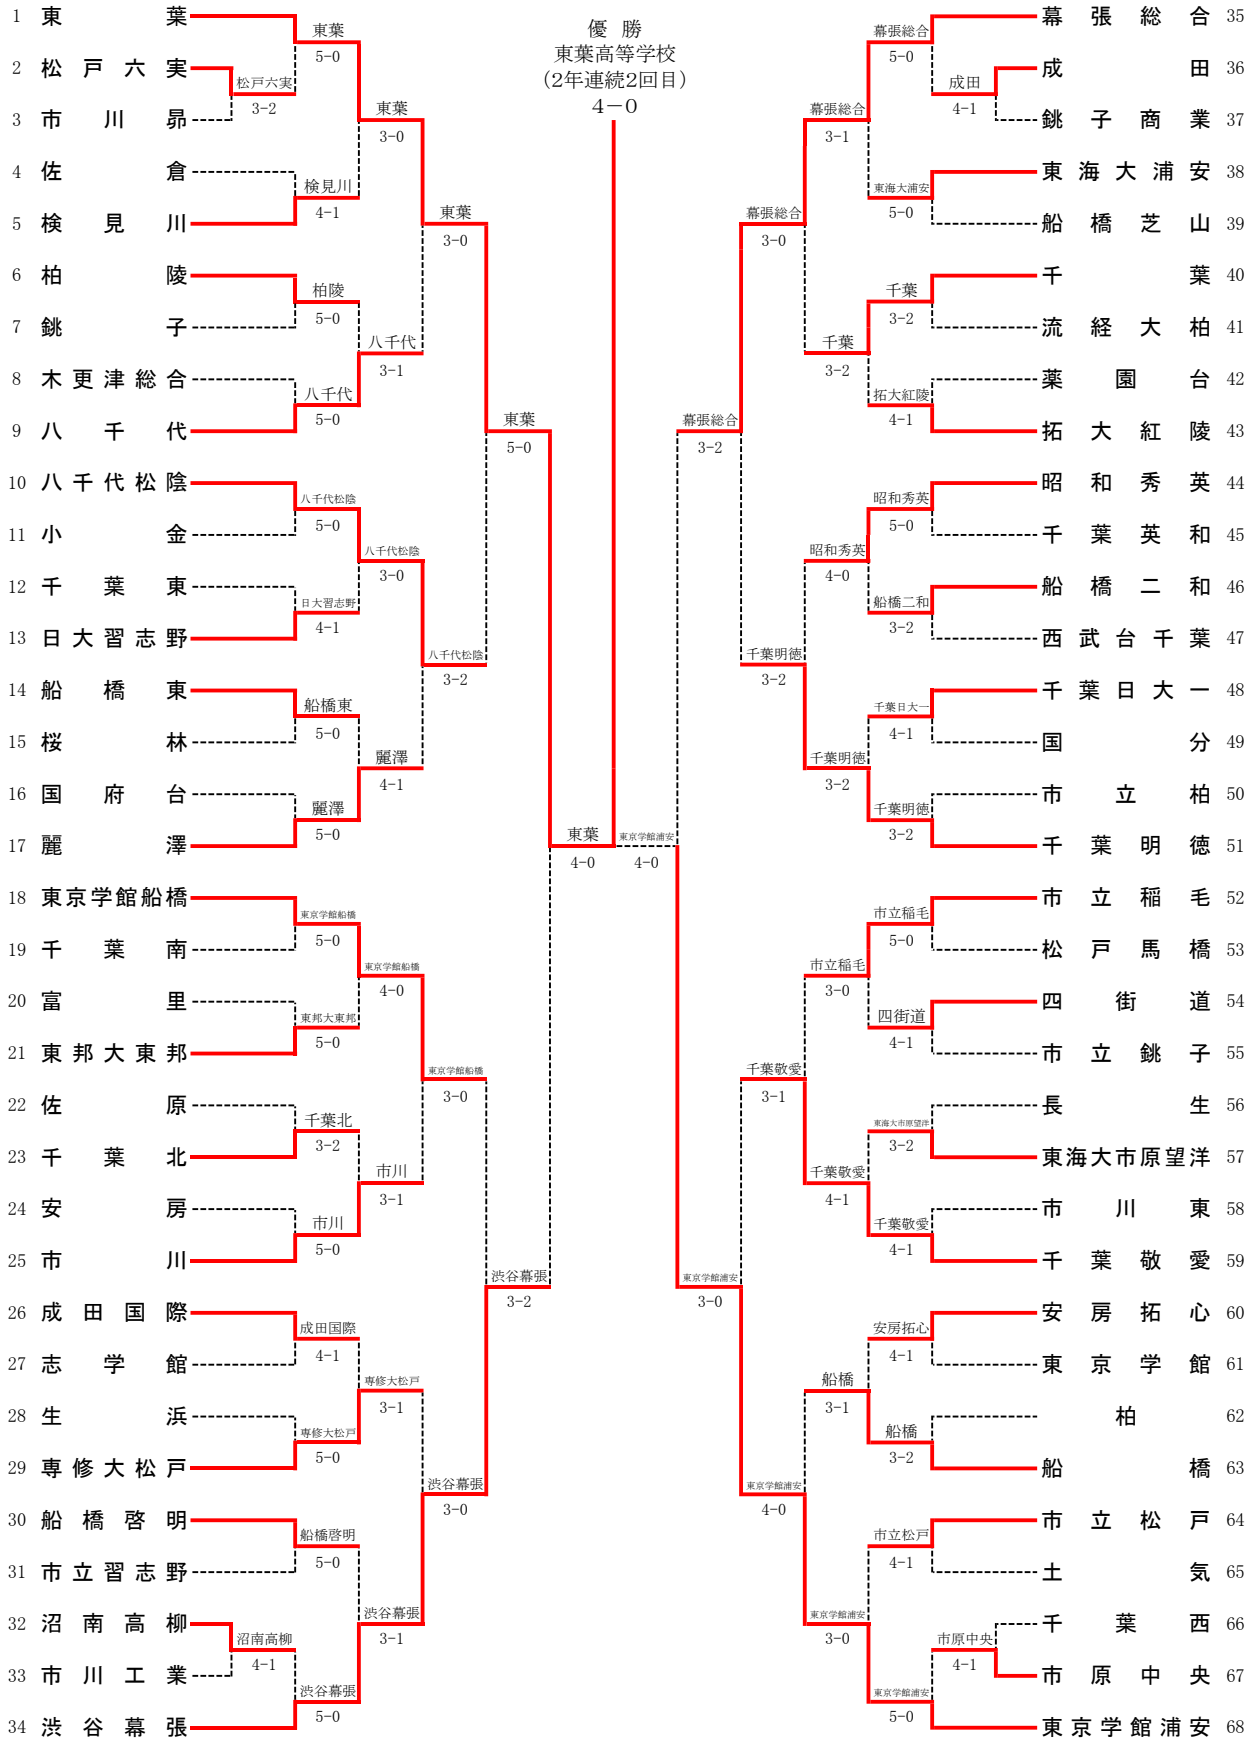 優 勝
東葉高等学校
(2年連続2回目)
4－0
1 東葉
2 松戸六実
3 市川昴
4 佐倉
5 検見川
6 柏陵
7 銚子
8 木更津総合
9 八千代
10 八千代松陰
11 小金
12 千葉東
13 日大習志野
14 船橋東
15 桜林
16 国府台
17 麗澤
18 東京学館船橋
19 千葉南
20 富里
21 東邦大東邦
22 佐原
23 千葉北
24 安房
25 市川
26 成田国際
27 志学館
28 生浜
29 専修大松戸
30 船橋啓明
31 市立習志野
32 沼南高柳
33 市川工業
34 渋谷幕張
松戸六実
3-2
沼南高柳
4-1
東葉
5-0
検見川
4-1
柏陵
5-0
八千代
5-0
八千代松陰
5-0
日大習志野
4-1
船橋東
5-0
麗澤
5-0
東京学館船橋
5-0
東邦大東邦
5-0
千葉北
3-2
市川
5-0
成田国際
4-1
専修大松戸
5-0
船橋啓明
5-0
渋谷幕張
5-0
東葉
3-0
八千代
3-1
八千代松陰
3-0
麗澤
4-1
東京学館船橋
4-0
市川
3-1
専修大松戸
3-1
渋谷幕張
3-1
東葉
3-0
八千代松陰
3-2
東京学館船橋
3-0
渋谷幕張
3-0
東葉
5-0
渋谷幕張
3-2
東葉
4-0
東京学館浦安
4-0
幕張総合
3-2
東京学館浦安
3-0
幕張総合
3-0
千葉明徳
3-2
千葉敬愛
3-1
東京学館浦安
4-0
幕張総合
3-1
千葉
3-2
昭和秀英
4-0
千葉明徳
3-2
市立稲毛
3-0
千葉敬愛
4-1
船橋
3-1
東京学館浦安
3-0
幕張総合
5-0
東海大浦安
5-0
千葉
3-2
拓大紅陵
4-1
昭和秀英
5-0
船橋二和
3-2
千葉日大一
4-1
千葉明徳
3-2
市立稲毛
5-0
四街道
4-1
東海大市原望洋
3-2
千葉敬愛
4-1
安房拓心
4-1
船橋
3-2
市立松戸
4-1
東京学館浦安
5-0
成田
4-1
市原中央
4-1
幕張総合 35
成田 36
銚子商業 37
東海大浦安 38
船橋芝山 39
千葉 40
流経大柏 41
薬園台 42
拓大紅陵 43
昭和秀英 44
千葉英和 45
船橋二和 46
西武台千葉 47
千葉日大一 48
国分 49
市立柏 50
千葉明徳 51
市立稲毛 52
松戸馬橋 53
四街道 54
市立銚子 55
長生 56
東海大市原望洋 57
市川東 58
千葉敬愛 59
安房拓心 60
東京学館 61
柏 62
船橋 63
市立松戸 64
土気 65
千葉西 66
市原中央 67
東京学館浦安 68